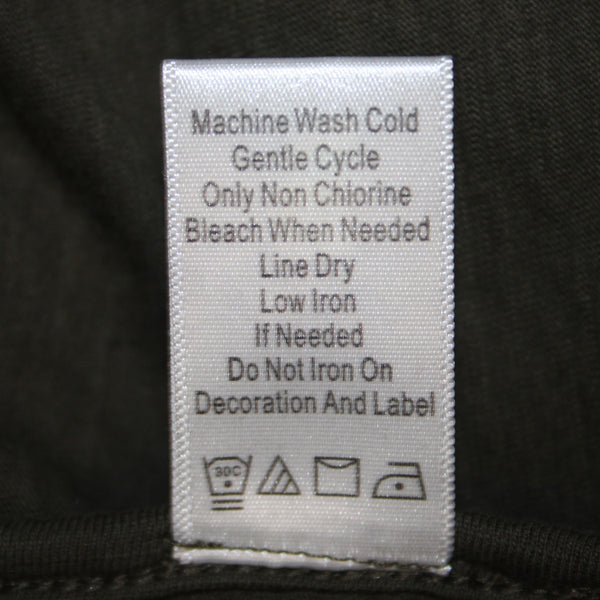 Machine Wash Cold
Gentle Cycle
Only Non Chlorine
Bleach When Needed
Line Dry
Low Iron
If Needed
Do Not Iron On
Decoration And Label
30C